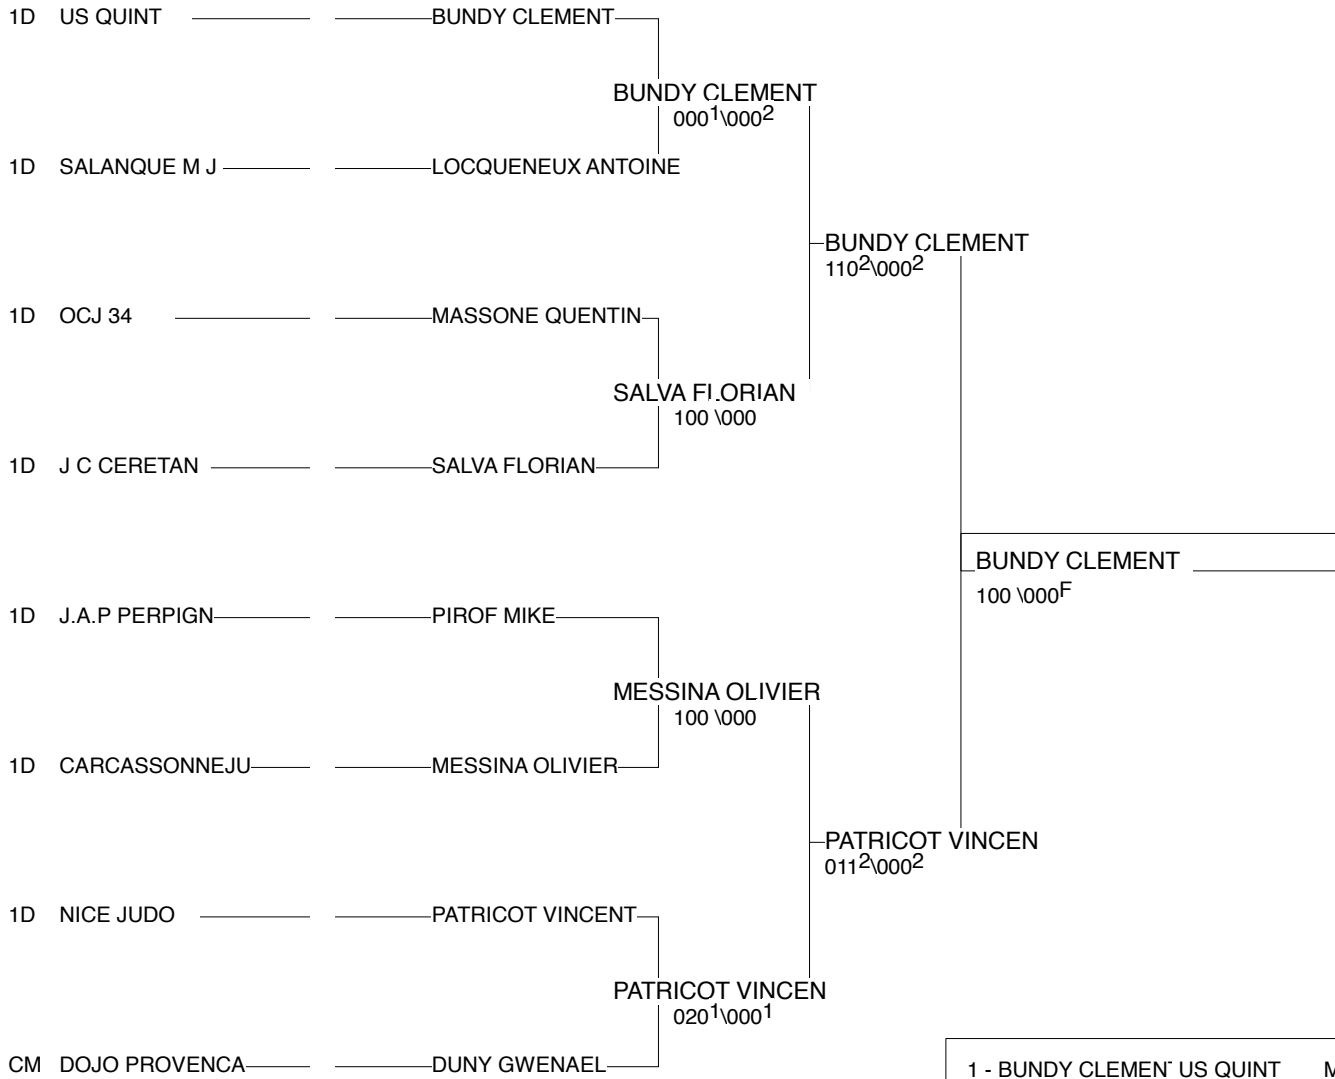 1D US QUINT BUNDY CLEMENT
BUNDY CLEMENT
000¹\000²
1D SALANQUE M J LOCQUENEUX ANTOINE
BUNDY CLEMENT
110²\000²
1D OCJ 34 MASSONE QUENTIN
SALVA FLORIAN
100 \000
1D J C CERETAN SALVA FLORIAN
BUNDY CLEMENT
100 \000F
1D J.A.P PERPIGN PIROF MIKE
MESSINA OLIVIER
100 \000
1D CARCASSONNEJU MESSINA OLIVIER
PATRICOT VINCEN
011²\000²
1D NICE JUDO PATRICOT VINCENT
PATRICOT VINCEN
020¹\000¹
CM DOJO PROVENCA DUNY GWENAEL
1 - BUNDY CLEMENT US QUINT M